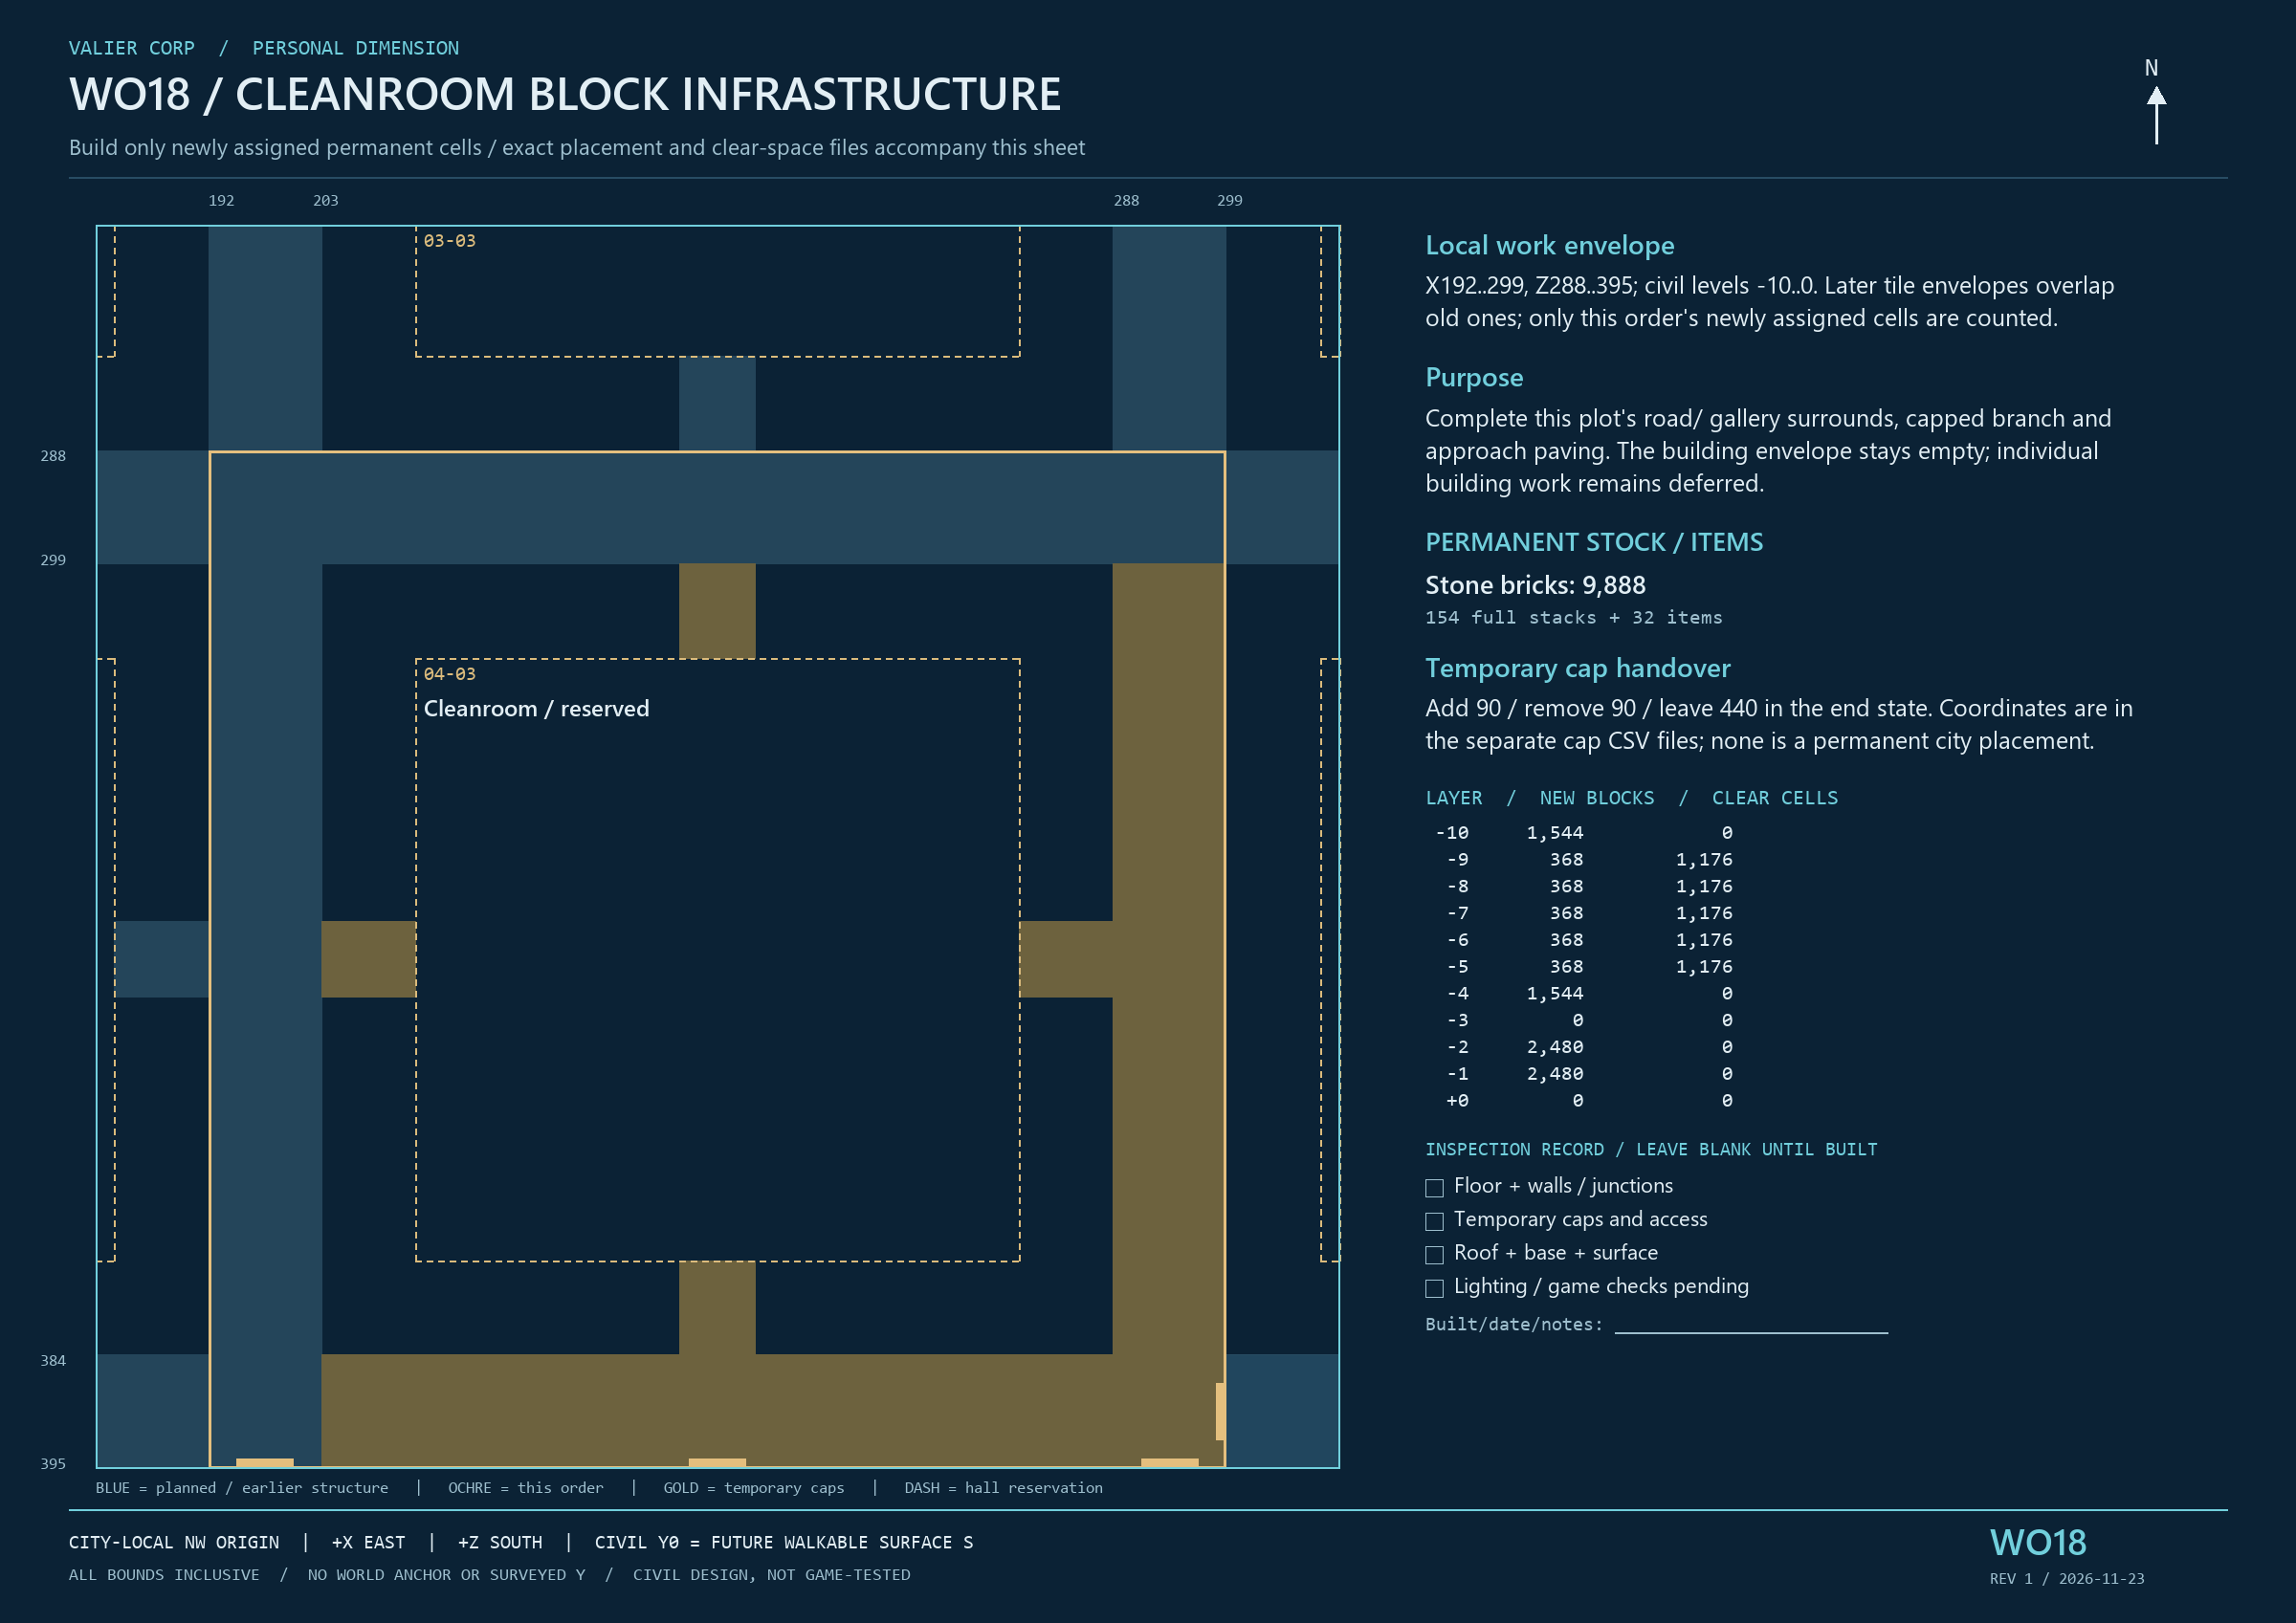 VALIER CORP / PERSONAL DIMENSION
WO18 / CLEANROOM BLOCK INFRASTRUCTURE
Build only newly assigned permanent cells / exact placement and clear-space files accompany this sheet
N
192
203
288
299
288
299
384
395
03-03
04-03
Cleanroom / reserved
BLUE = planned / earlier structure | OCHRE = this order | GOLD = temporary caps | DASH = hall reservation
Local work envelope
X192..299, Z288..395; civil levels -10..0. Later tile envelopes overlap
old ones; only this order's newly assigned cells are counted.
Purpose
Complete this plot's road/ gallery surrounds, capped branch and
approach paving. The building envelope stays empty; individual
building work remains deferred.
PERMANENT STOCK / ITEMS
Stone bricks: 9,888
154 full stacks + 32 items
Temporary cap handover
Add 90 / remove 90 / leave 440 in the end state. Coordinates are in
the separate cap CSV files; none is a permanent city placement.
LAYER / NEW BLOCKS / CLEAR CELLS
-10 1,544 0
-9 368 1,176
-8 368 1,176
-7 368 1,176
-6 368 1,176
-5 368 1,176
-4 1,544 0
-3 0 0
-2 2,480 0
-1 2,480 0
+0 0 0
INSPECTION RECORD / LEAVE BLANK UNTIL BUILT
Floor + walls / junctions
Temporary caps and access
Roof + base + surface
Lighting / game checks pending
Built/date/notes:
CITY-LOCAL NW ORIGIN | +X EAST | +Z SOUTH | CIVIL Y0 = FUTURE WALKABLE SURFACE S
ALL BOUNDS INCLUSIVE / NO WORLD ANCHOR OR SURVEYED Y / CIVIL DESIGN, NOT GAME-TESTED
WO18
REV 1 / 2026-11-23